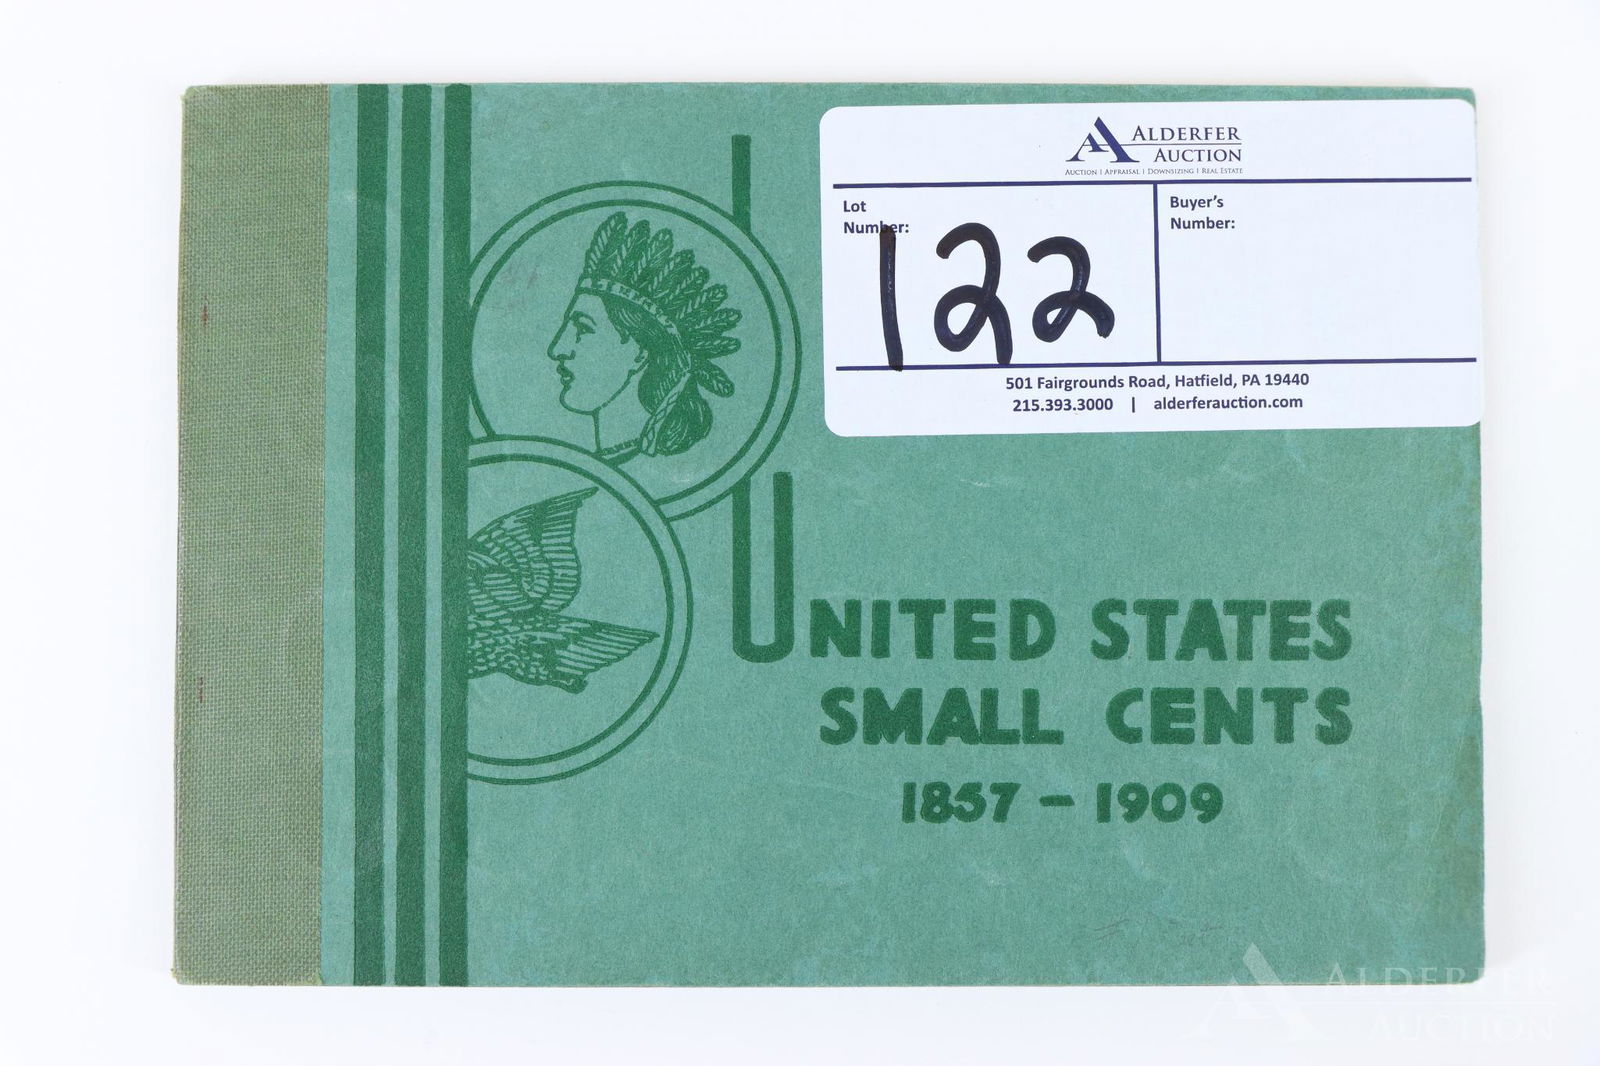 ALDERFER
AUCTION
AUCTION | APPRAISAL | DOWNSIZING | REAL ESTATE
Lot
Number:
122
Buyer's
Number:
501 Fairgrounds Road, Hatfield, PA 19440
215.393.3000 | alderferauction.com
UNITED STATES
SMALL CENTS
1857 - 1909
ALDERFER
AUCTION